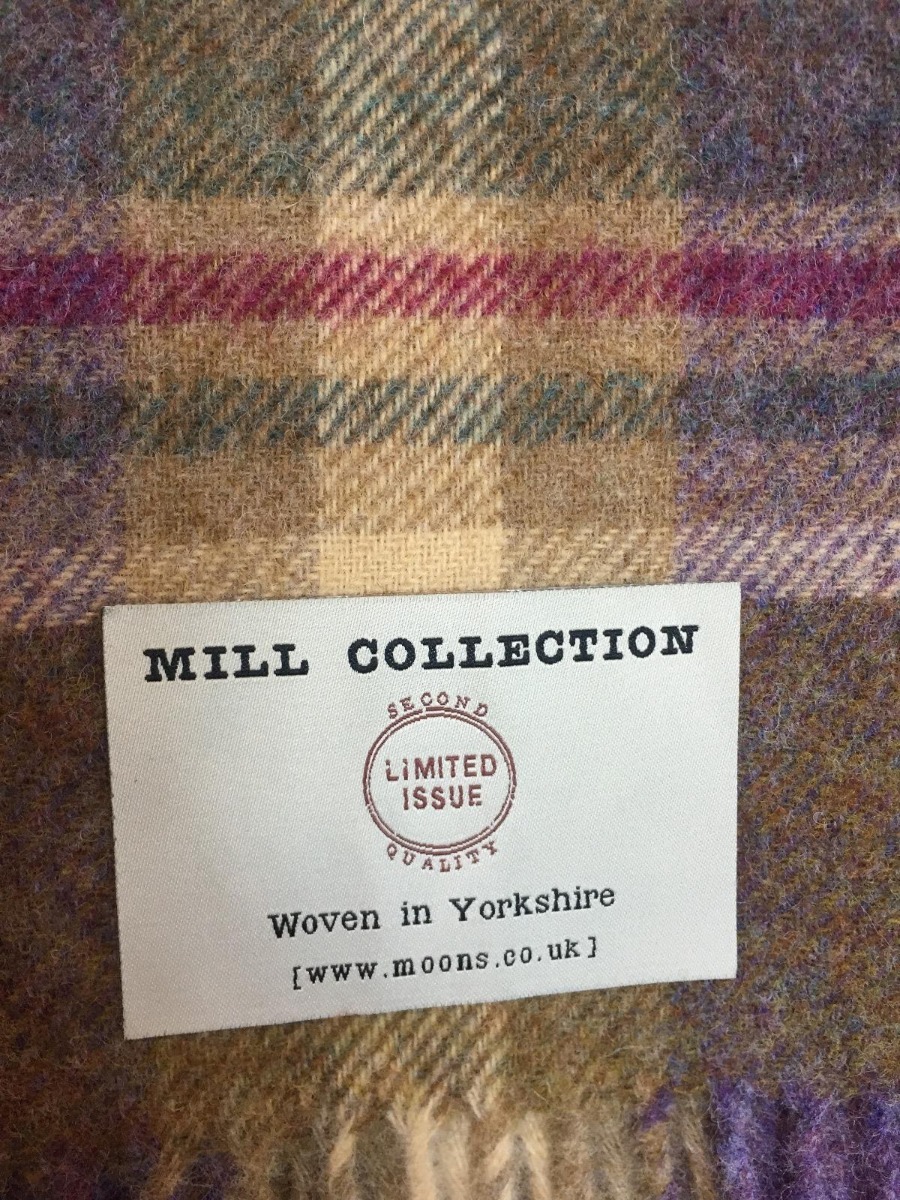 MILL COLLECTION
SECOND
LIMITED
ISSUE
QUALITY
Woven in Yorkshire
[www.moons.co.uk]